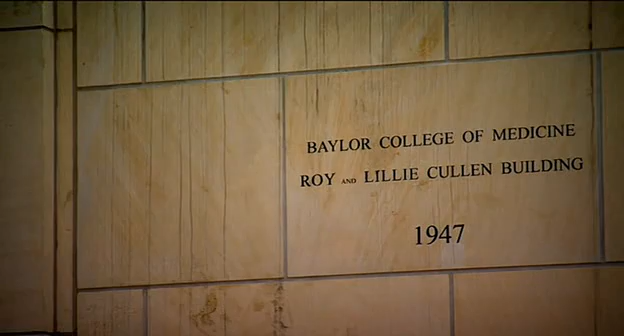 BAYLOR COLLEGE OF MEDICINE
ROY AND LILLIE CULLEN BUILDING
1947